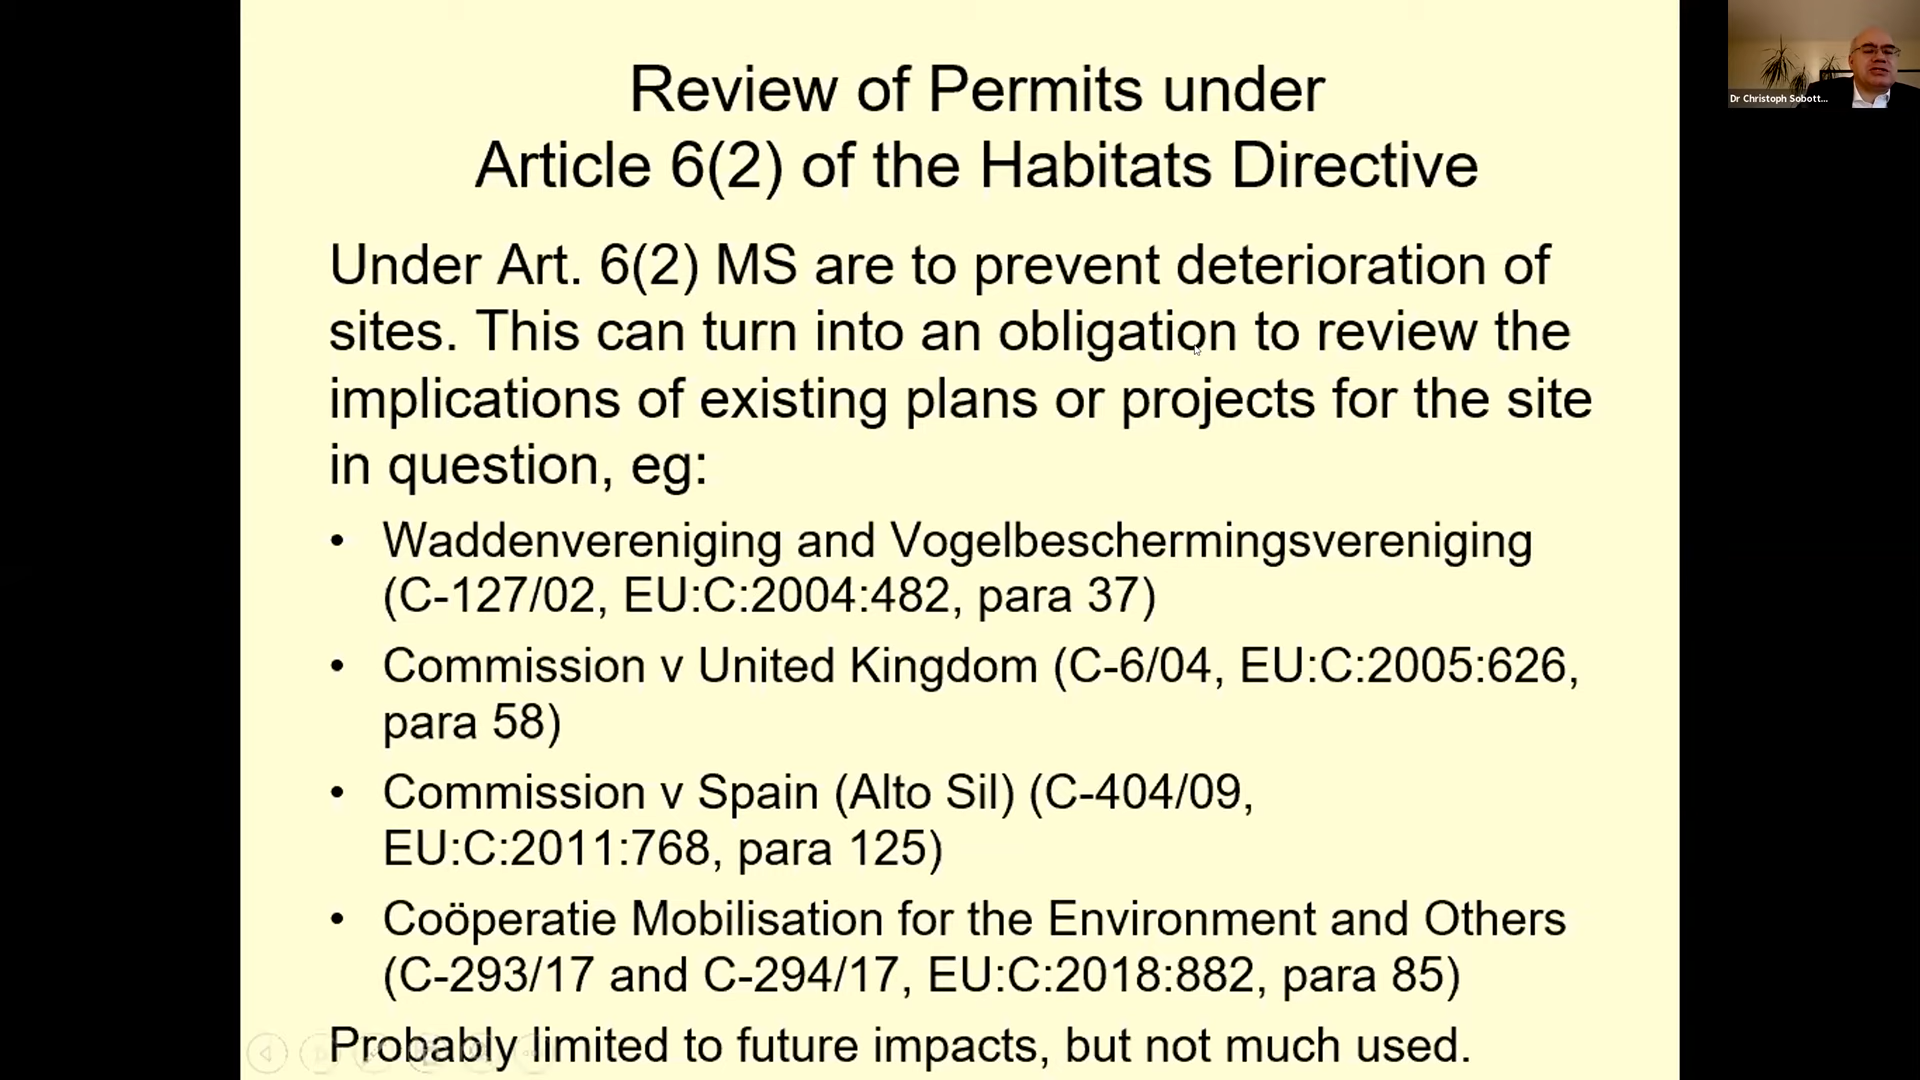 Review of Permits under
Article 6(2) of the Habitats Directive
Under Art. 6(2) MS are to prevent deterioration of
sites. This can turn into an obligation to review the
implications of existing plans or projects for the site
in question, eg:
• Waddenvereniging and Vogelbeschermingsvereniging
(C-127/02, EU:C:2004:482, para 37)
• Commission v United Kingdom (C-6/04, EU:C:2005:626,
para 58)
• Commission v Spain (Alto Sil) (C-404/09,
EU:C:2011:768, para 125)
• Coöperatie Mobilisation for the Environment and Others
(C-293/17 and C-294/17, EU:C:2018:882, para 85)
Probably limited to future impacts, but not much used.
Dr Christoph Sobott...